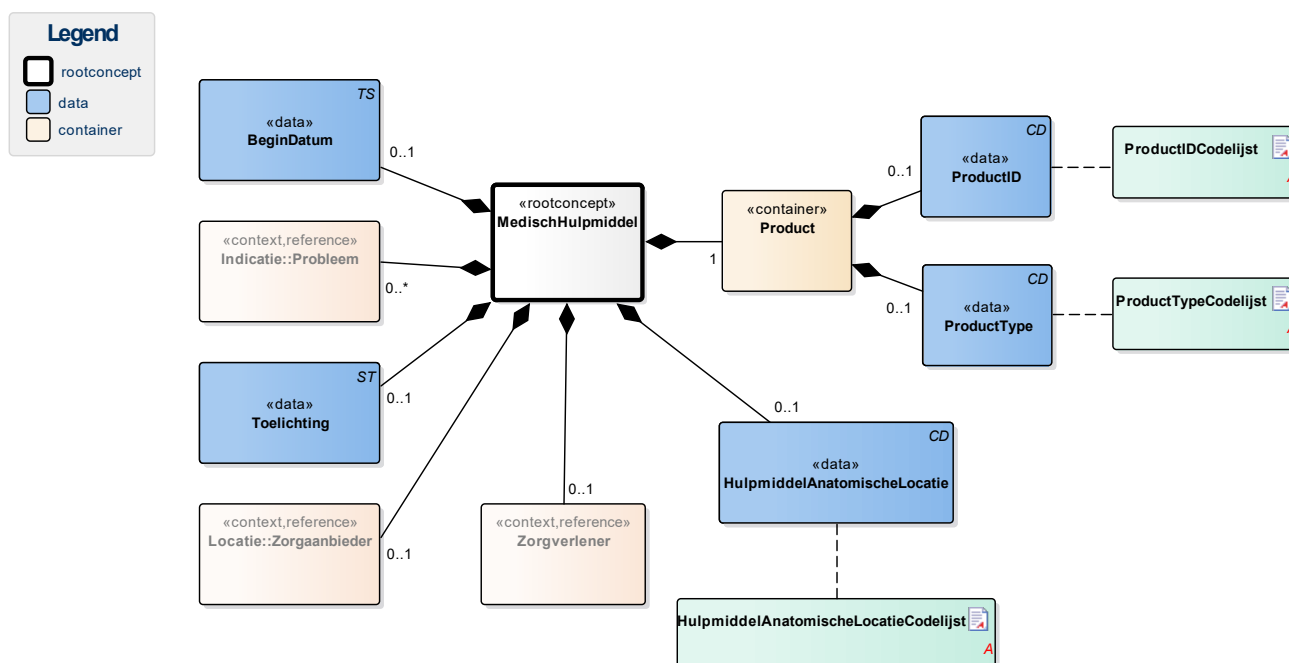 Legend
rootconcept
data
container
TS
«data»
BeginDatum
0..1
«context,reference»
Indicatie::Probleem
0..*
ST
«data»
Toelichting
0..1
«context,reference»
Locatie::Zorgaanbieder
0..1
«rootconcept»
MedischHulpmiddel
«context,reference»
Zorgverlener
0..1
1
«container»
Product
0..1
CD
«data»
ProductID
ProductIDCodelijst
A
0..1
CD
«data»
ProductType
ProductTypeCodelijst
A
0..1
CD
«data»
HulpmiddelAnatomischeLocatie
HulpmiddelAnatomischeLocatieCodelijst
A